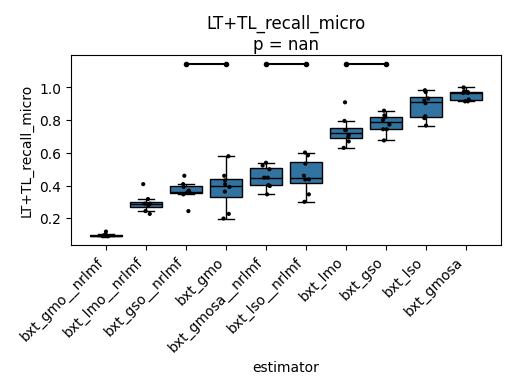 LT+TL_recall_micro
p = nan
LT+TL_recall_micro
1.0
0.8
0.6
0.4
0.2
bxt_gmo__nrlmf
bxt_lmo__nrlmf
bxt_gso__nrlmf
bxt_gmo
bxt_gmosa__nrlmf
bxt_lso__nrlmf
bxt_lmo
bxt_gso
bxt_lso
bxt_gmosa
estimator